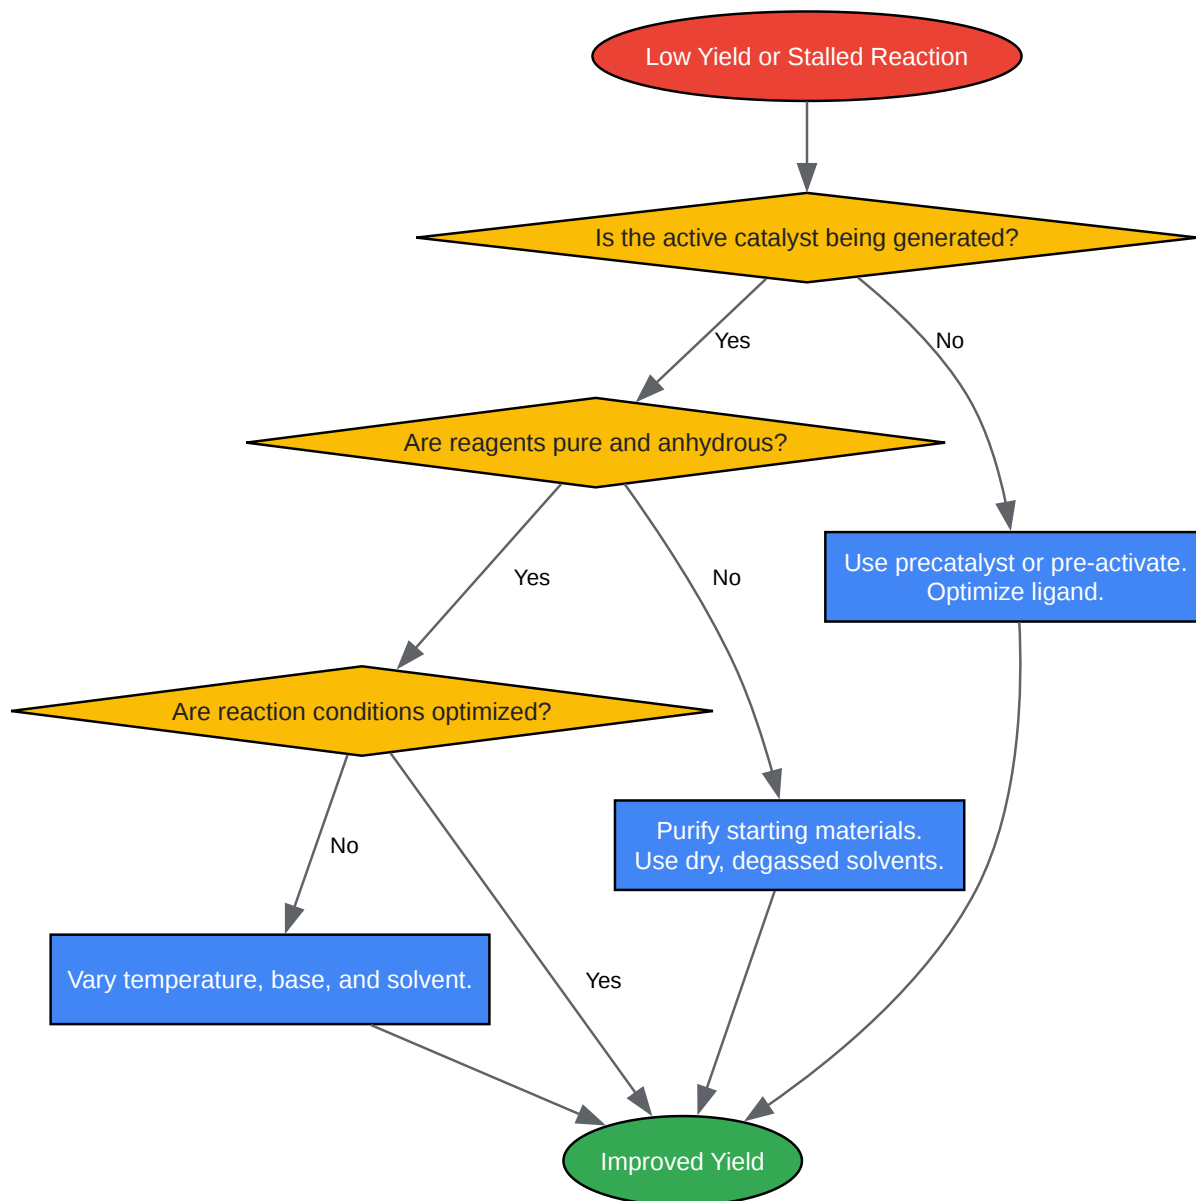 Low Yield or Stalled Reaction
Is the active catalyst being generated?
Yes
No
Are reagents pure and anhydrous?
Use precatalyst or pre-activate.
Optimize ligand.
Yes
No
Are reaction conditions optimized?
Purify starting materials.
Use dry, degassed solvents.
No
Vary temperature, base, and solvent.
Yes
Improved Yield